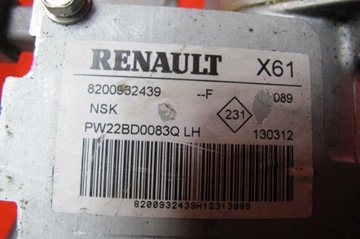 RENAULT X61
8200932439 --F 089
NSK 231
PW22BD0083Q LH 130312
8200932439H12313089